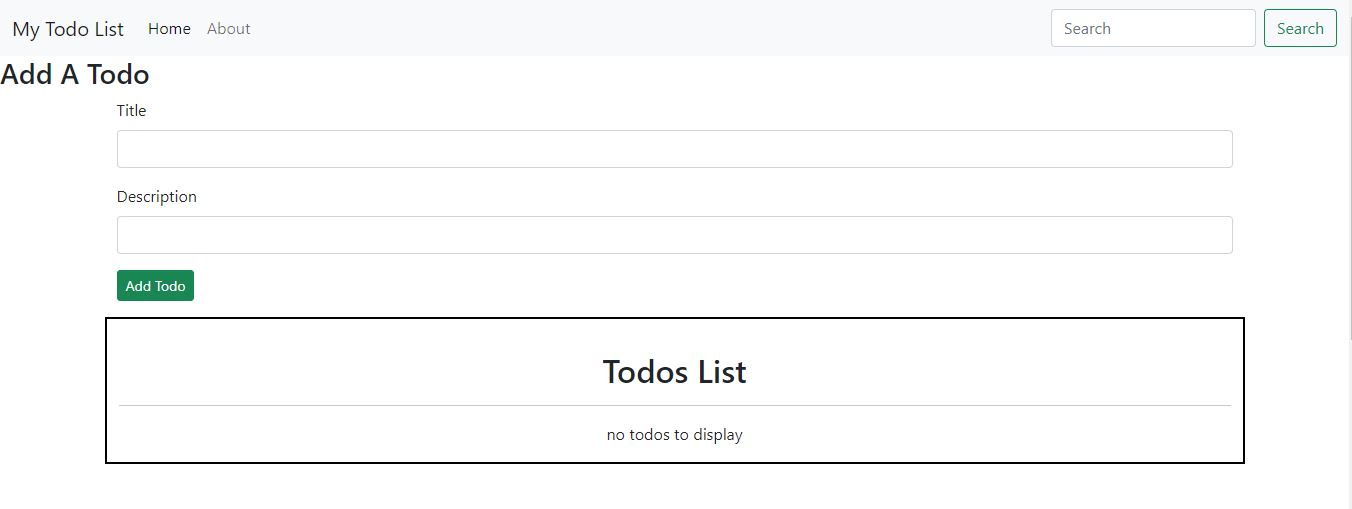 My Todo List Home About Search Search
Add A Todo
Title
Description
Add Todo
Todos List
no todos to display